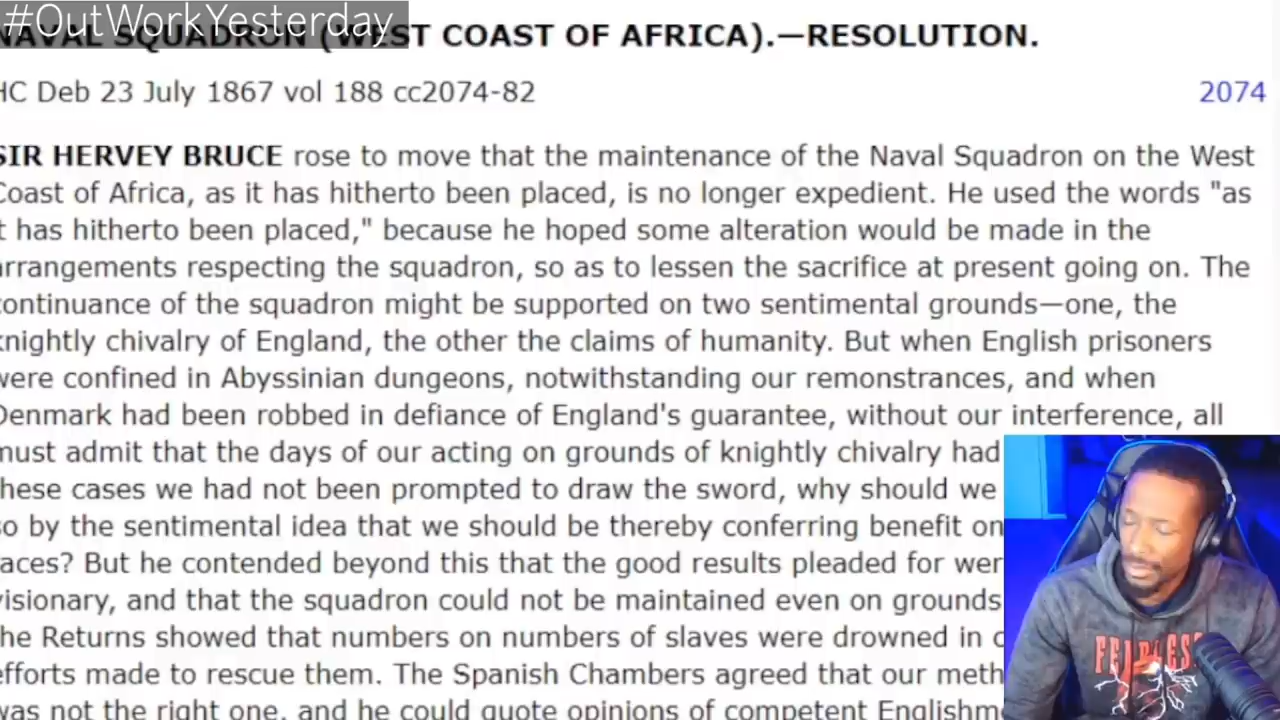 #OutWorkYesterday
NAVAL SQUADRON (WEST COAST OF AFRICA).—RESOLUTION.
HC Deb 23 July 1867 vol 188 cc2074-82
2074
SIR HERVEY BRUCE rose to move that the maintenance of the Naval Squadron on the West
Coast of Africa, as it has hitherto been placed, is no longer expedient. He used the words "as
it has hitherto been placed," because he hoped some alteration would be made in the
arrangements respecting the squadron, so as to lessen the sacrifice at present going on. The
continuance of the squadron might be supported on two sentimental grounds—one, the
knightly chivalry of England, the other the claims of humanity. But when English prisoners
were confined in Abyssinian dungeons, notwithstanding our remonstrances, and when
Denmark had been robbed in defiance of England's guarantee, without our interference, all
must admit that the days of our acting on grounds of knightly chivalry had
these cases we had not been prompted to draw the sword, why should we
so by the sentimental idea that we should be thereby conferring benefit on
races? But he contended beyond this that the good results pleaded for wer
visionary, and that the squadron could not be maintained even on grounds
The Returns showed that numbers on numbers of slaves were drowned in
efforts made to rescue them. The Spanish Chambers agreed that our meth
was not the right one, and he could quote opinions of competent Englishm
FEARLESS